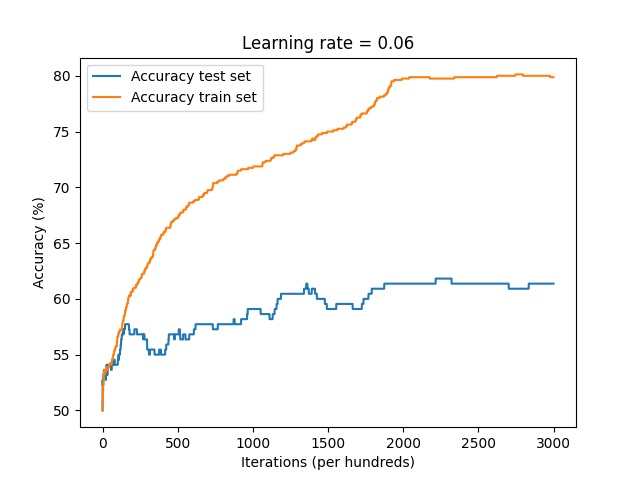 Learning rate = 0.06
Accuracy test set
Accuracy train set
80
75
70
65
60
55
50
Accuracy (%)
0 500 1000 1500 2000 2500 3000
Iterations (per hundreds)